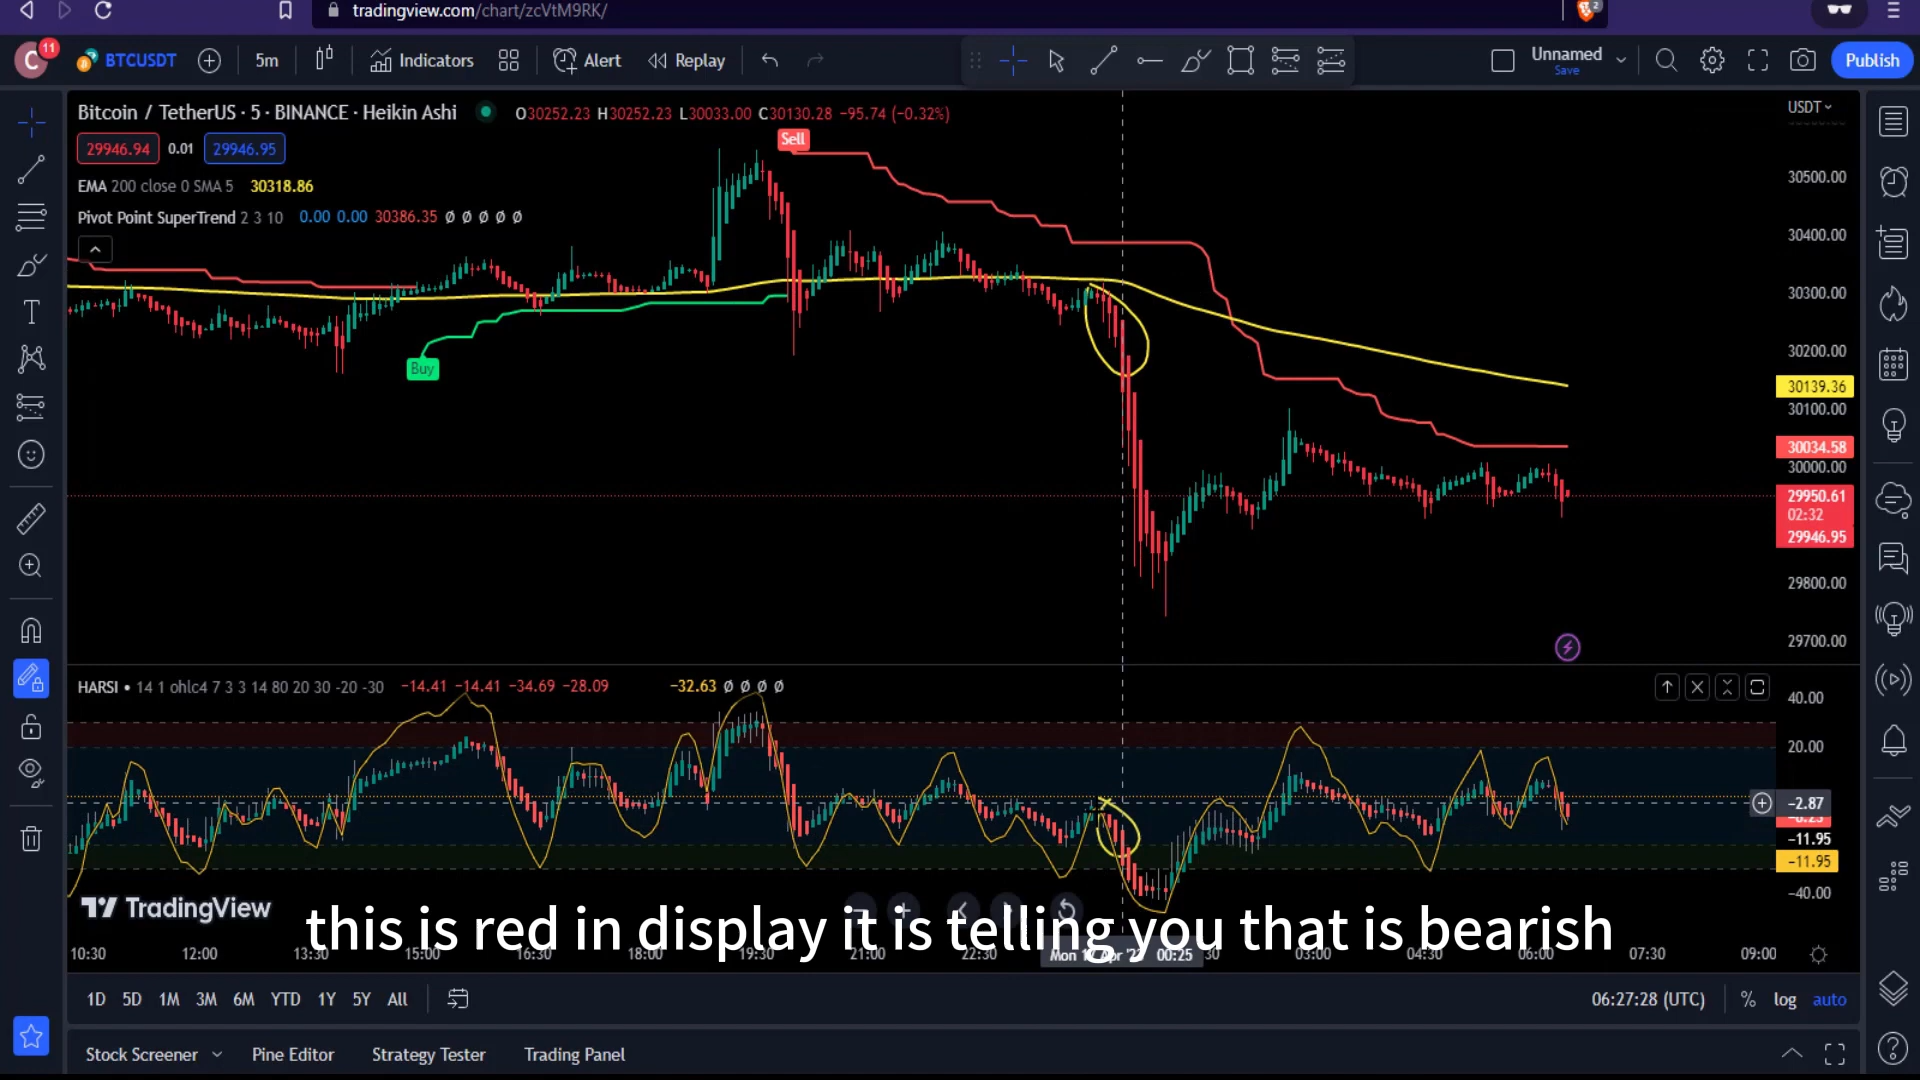 tradingview.com/chart/zcVtM9RK/
2
C 11 BTCUSDT 5m Indicators Alert Replay Unnamed Save Publish
Bitcoin / TetherUS · 5 · BINANCE · Heikin Ashi O30252.23 H30252.23 L30033.00 C30130.28 −95.74 (−0.32%)
USDT
29946.94 0.01 29946.95
Sell
EMA 200 close 0 SMA 5 30318.86
Pivot Point SuperTrend 2 3 10 0.00 0.00 30386.35 Ø Ø Ø Ø Ø
30500.00
30400.00
30300.00
30200.00
Buy
30139.36
30100.00
30034.58
30000.00
29950.61
02:32
29946.95
29800.00
29700.00
HARSI • 14 1 ohlc4 7 3 3 14 80 20 30 -20 -30 −14.41 −14.41 −34.69 −28.09 −32.63 Ø Ø Ø Ø
40.00
20.00
−2.87
−11.95
−11.95
−40.00
TradingView
this is red in display it is telling you that is bearish
10:30 12:00 13:30 15:00 16:30 18:00 19:30 21:00 22:30 00:25 03:00 04:30 06:00 07:30 09:00
1D 5D 1M 3M 6M YTD 1Y 5Y All 06:27:28 (UTC) % log auto
Stock Screener Pine Editor Strategy Tester Trading Panel